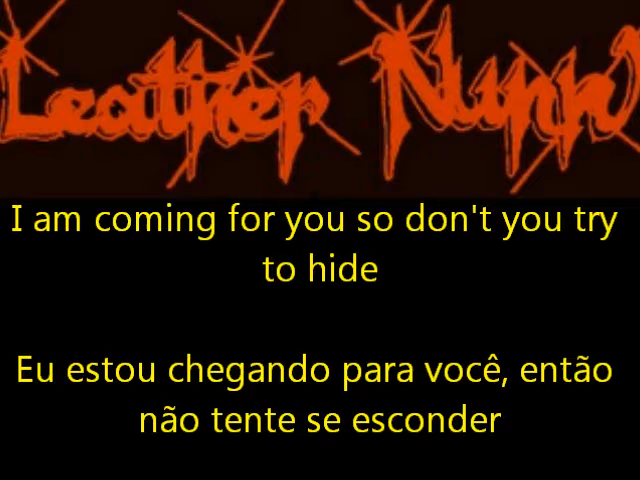 Leather Nunn
I am coming for you so don't you try
to hide
Eu estou chegando para você, então
não tente se esconder